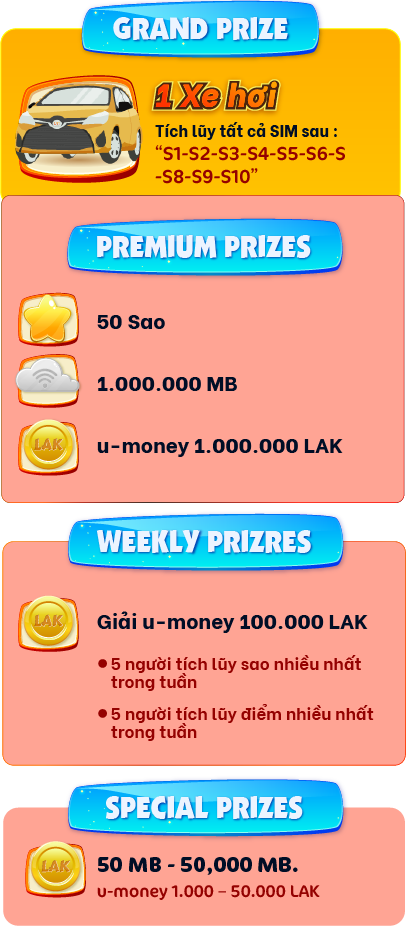 GRAND PRIZE
1 Xe hơi
Tích lũy tất cả SIM sau :
“S1-S2-S3-S4-S5-S6-S
-S8-S9-S10”
PREMIUM PRIZES
50 Sao
1.000.000 MB
LAK
u-money 1.000.000 LAK
WEEKLY PRIZRES
LAK
Giải u-money 100.000 LAK
• 5 người tích lũy sao nhiều nhất
trong tuần
• 5 người tích lũy điểm nhiều nhất
trong tuần
SPECIAL PRIZES
LAK
50 MB - 50,000 MB.
u-money 1.000 – 50.000 LAK